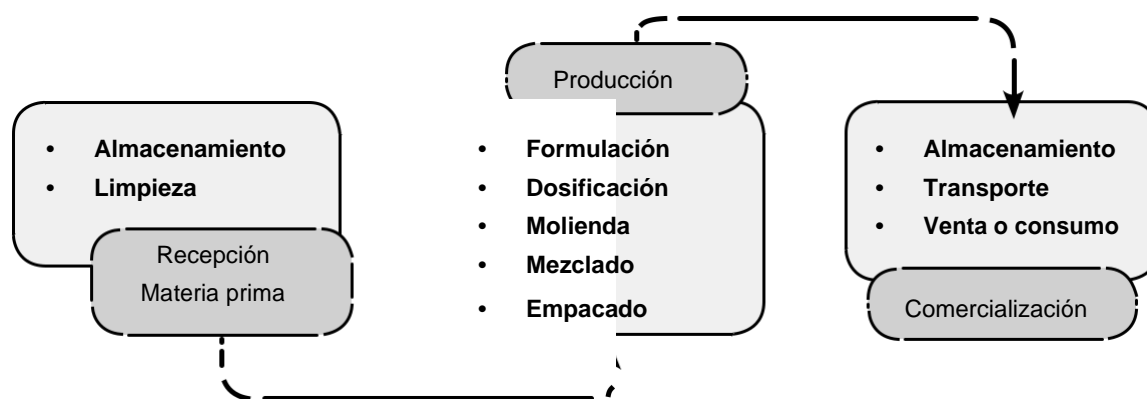 • Almacenamiento
• Limpieza
Recepción
Materia prima
Producción
• Formulación
• Dosificación
• Molienda
• Mezclado
• Empacado
• Almacenamiento
• Transporte
• Venta o consumo
Comercialización